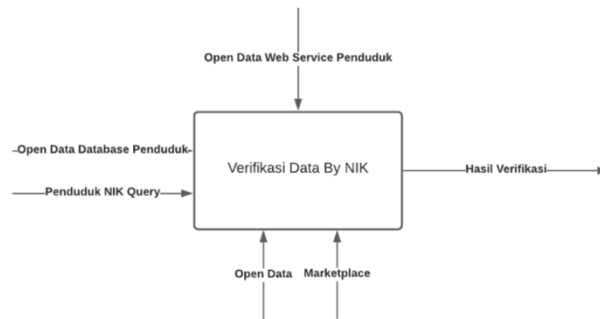 Open Data Web Service Penduduk
Open Data Database Penduduk
Verifikasi Data By NIK
Hasil Verifikasi
Penduduk NIK Query
Open Data
Marketplace